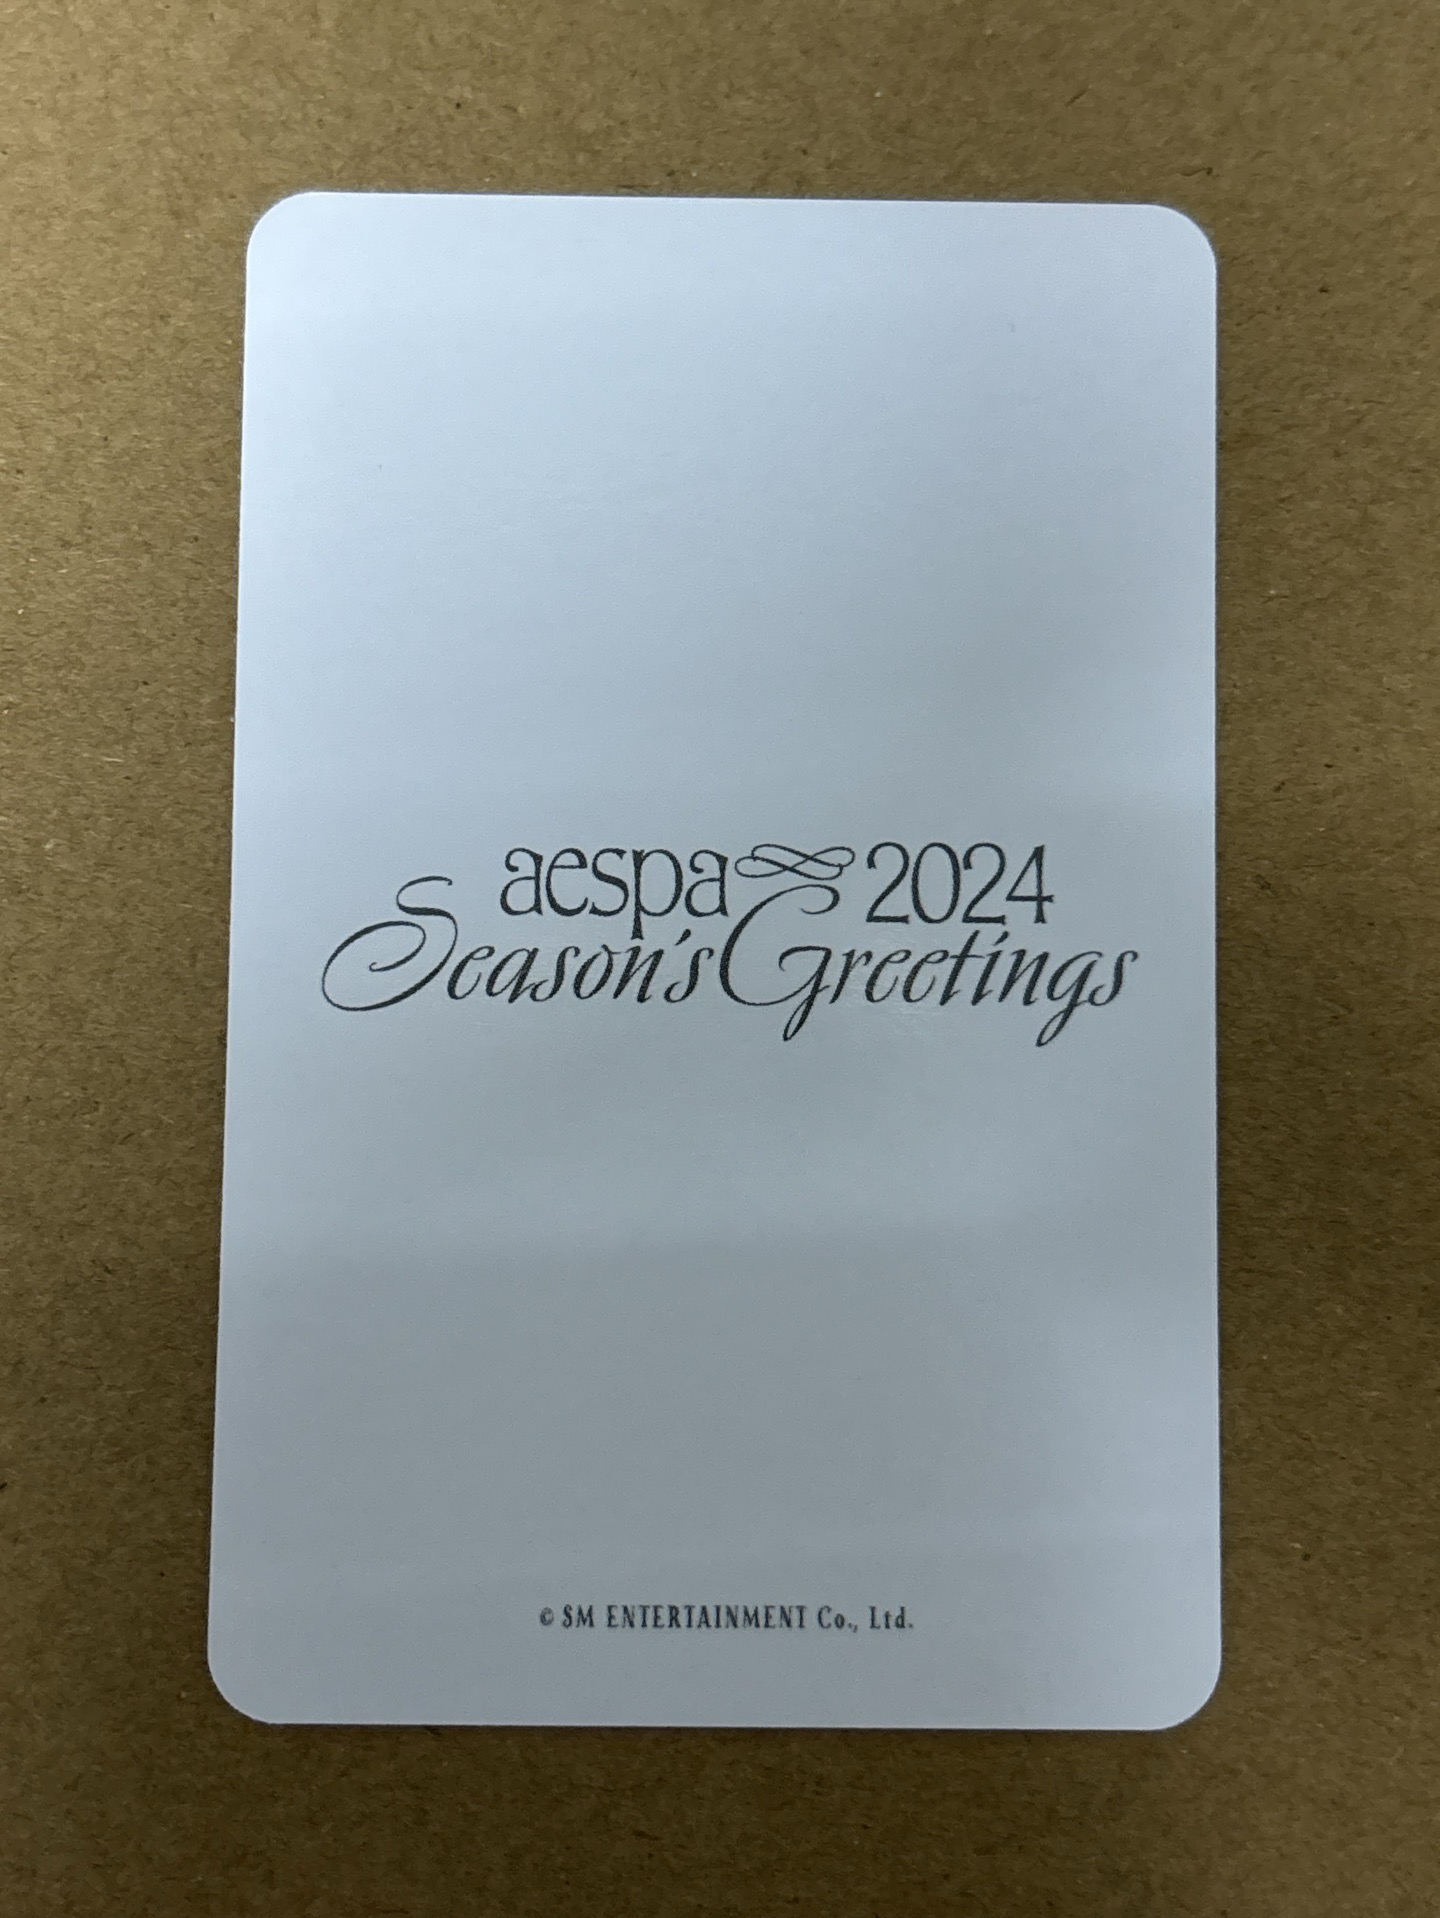 aespa 2024
Season's Greetings
© SM ENTERTAINMENT Co., Ltd.